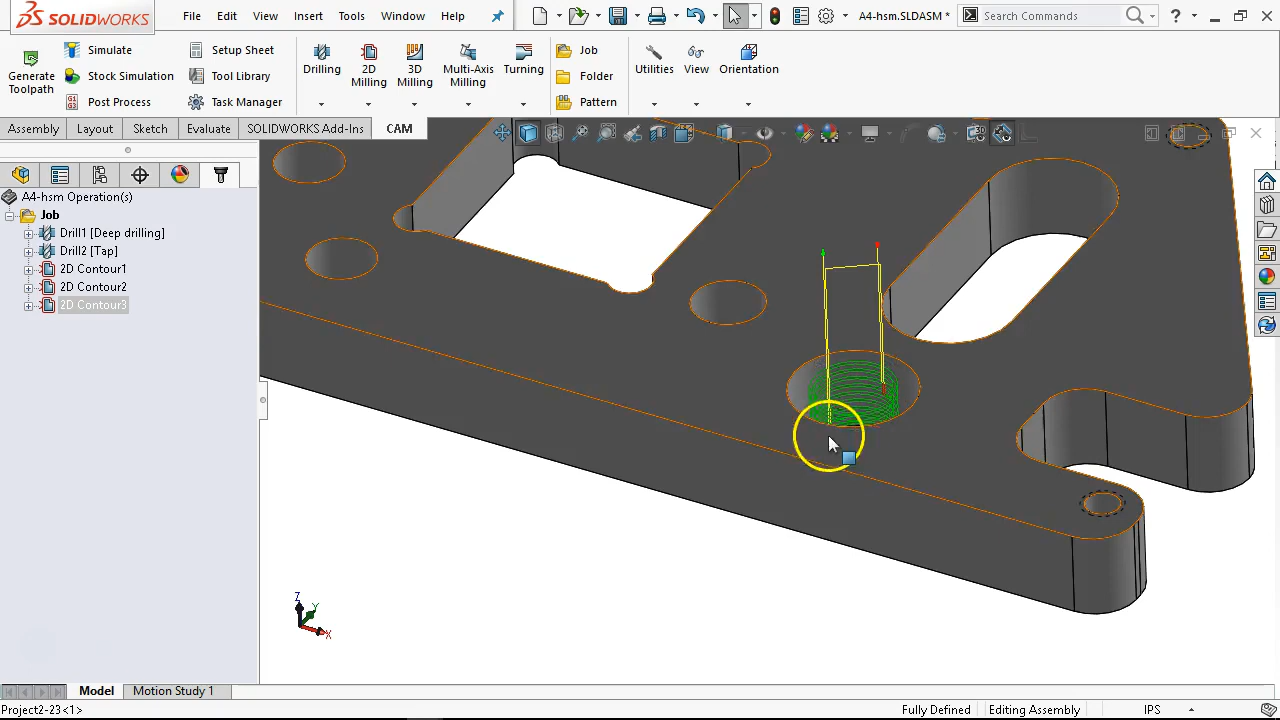 SOLIDWORKS
File Edit View Insert Tools Window Help
A4-hsm.SLDASM *
Search Commands
?
Generate Toolpath
Simulate
Stock Simulation
Post Process
Setup Sheet
Tool Library
Task Manager
Drilling
2D Milling
3D Milling
Multi-Axis Milling
Turning
Job
Folder
Pattern
Utilities
View
Orientation
Assembly Layout Sketch Evaluate SOLIDWORKS Add-Ins CAM
A4-hsm Operation(s)
Job
Drill1 [Deep drilling]
Drill2 [Tap]
2D Contour1
2D Contour2
2D Contour3
Z
Y
X
Model Motion Study 1
Project2-23<1>
Fully Defined Editing Assembly IPS